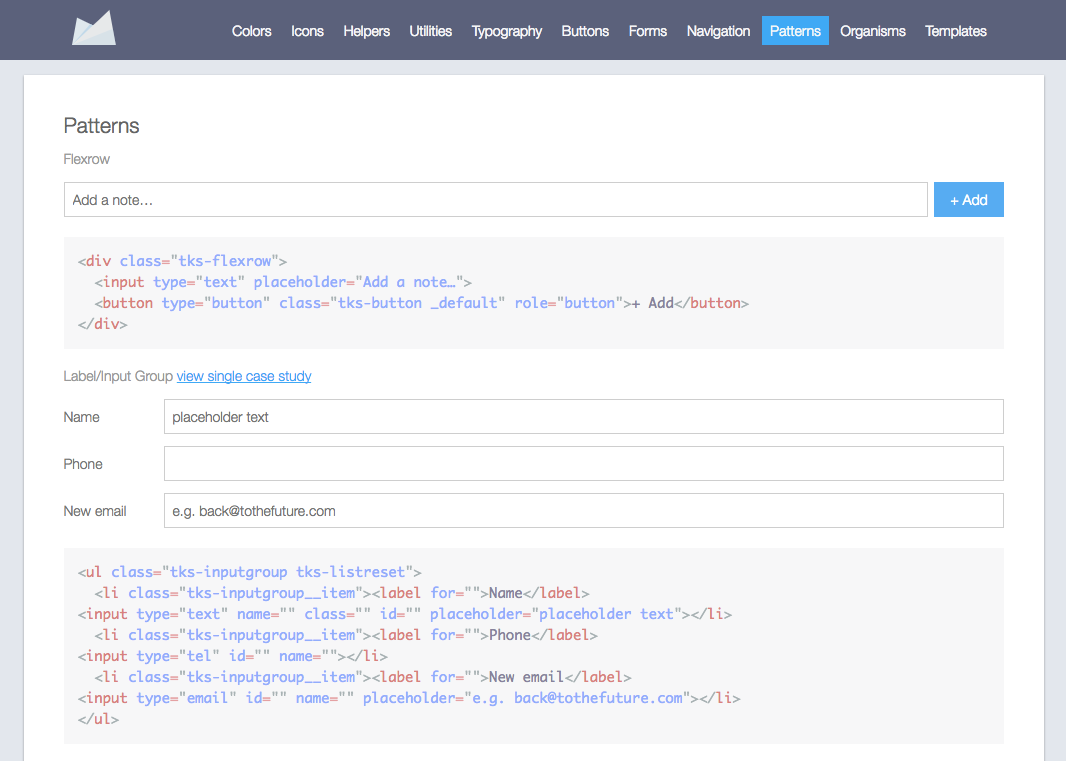 Colors Icons Helpers Utilities Typography Buttons Forms Navigation Patterns Organisms Templates
Patterns
Flexrow
Add a note…
+ Add
<div class="tks-flexrow">
  <input type="text" placeholder="Add a note…">
  <button type="button" class="tks-button _default" role="button">+ Add</button>
</div>
Label/Input Group view single case study
Name placeholder text
Phone
New email e.g. back@tothefuture.com
<ul class="tks-inputgroup tks-listreset">
  <li class="tks-inputgroup__item"><label for="">Name</label>
<input type="text" name="" class="" id="" placeholder="placeholder text"></li>
  <li class="tks-inputgroup__item"><label for="">Phone</label>
<input type="tel" id="" name=""></li>
  <li class="tks-inputgroup__item"><label for="">New email</label>
<input type="email" id="" name="" placeholder="e.g. back@tothefuture.com"></li>
</ul>